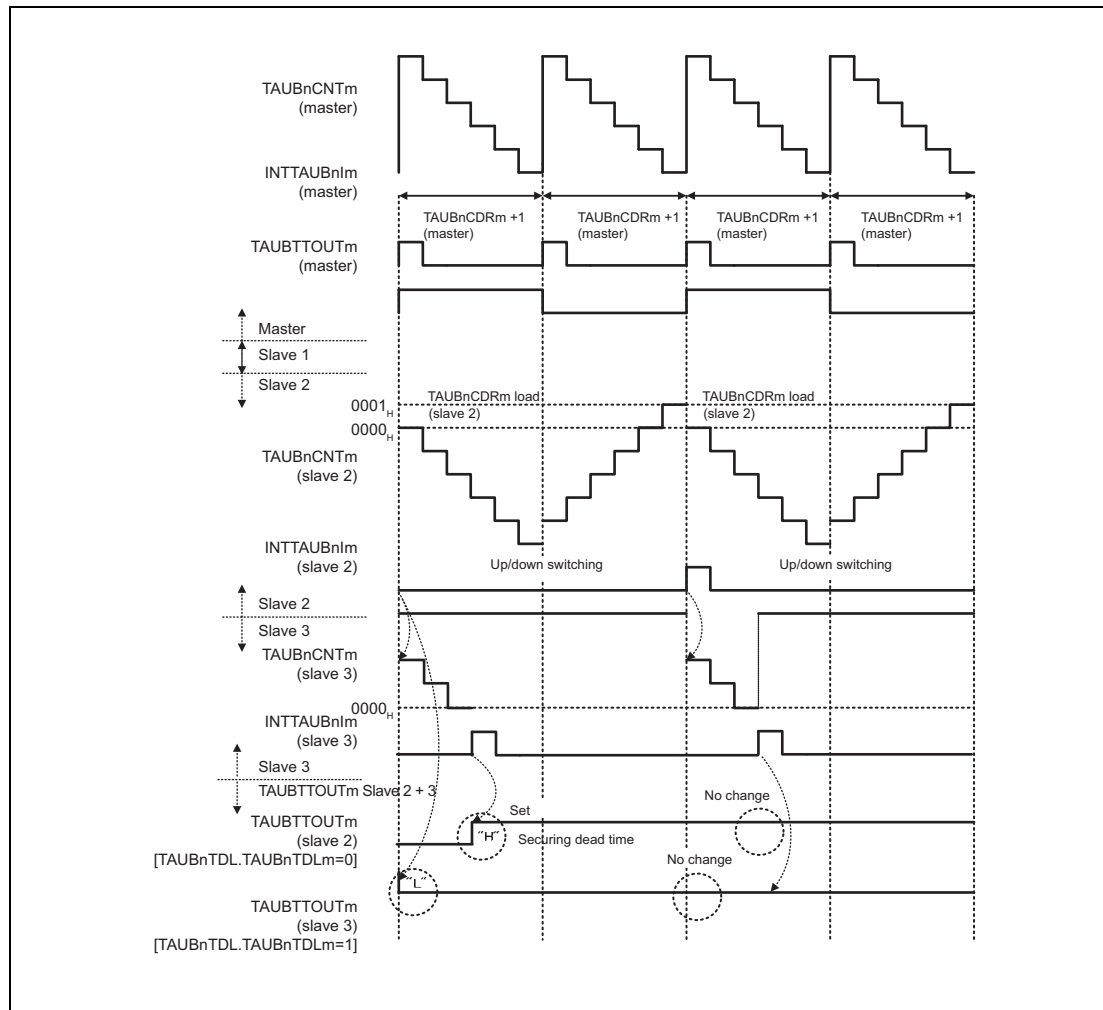 TAUBnCNTm
(master)
INTTAUBnIm
(master)
TAUBnCDRm +1
(master)
TAUBnCDRm +1
(master)
TAUBnCDRm +1
(master)
TAUBnCDRm +1
(master)
TAUBTTOUTm
(master)
Master
Slave 1
Slave 2
TAUBnCDRm load
(slave 2)
TAUBnCDRm load
(slave 2)
0001H
0000H
TAUBnCNTm
(slave 2)
INTTAUBnIm
(slave 2)
Up/down switching
Up/down switching
Slave 2
Slave 3
TAUBnCNTm
(slave 3)
0000H
INTTAUBnIm
(slave 3)
Slave 3
TAUBTTOUTm Slave 2 + 3
No change
Set
TAUBTTOUTm
(slave 2)
[TAUBnTDL.TAUBnTDLm=0]
"H"
Securing dead time
No change
"L"
TAUBTTOUTm
(slave 3)
[TAUBnTDL.TAUBnTDLm=1]